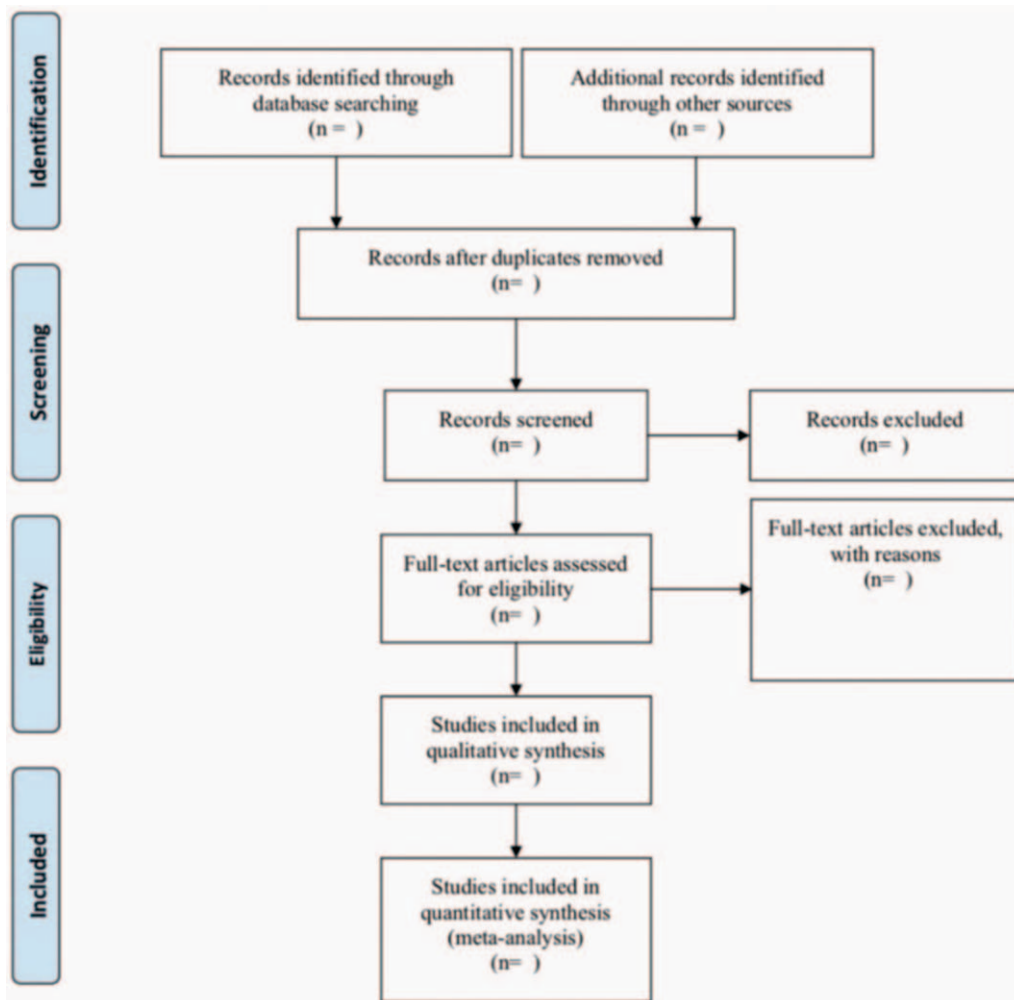 Identification
Records identified through
database searching
(n = )
Additional records identified
through other sources
(n = )
Records after duplicates removed
(n= )
Screening
Records screened
(n= )
Records excluded
(n= )
Eligibility
Full-text articles assessed
for eligibility
(n= )
Full-text articles excluded,
with reasons
(n= )
Studies included in
qualitative synthesis
(n= )
Included
Studies included in
quantitative synthesis
(meta-analysis)
(n= )